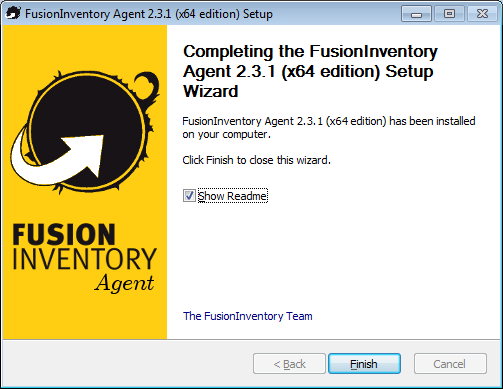 FusionInventory Agent 2.3.1 (x64 edition) Setup
Completing the FusionInventory
Agent 2.3.1 (x64 edition) Setup
Wizard
FusionInventory Agent 2.3.1 (x64 edition) has been installed
on your computer.
Click Finish to close this wizard.
Show Readme
FUSION
INVENTORY
Agent
The FusionInventory Team
< Back
Finish
Cancel